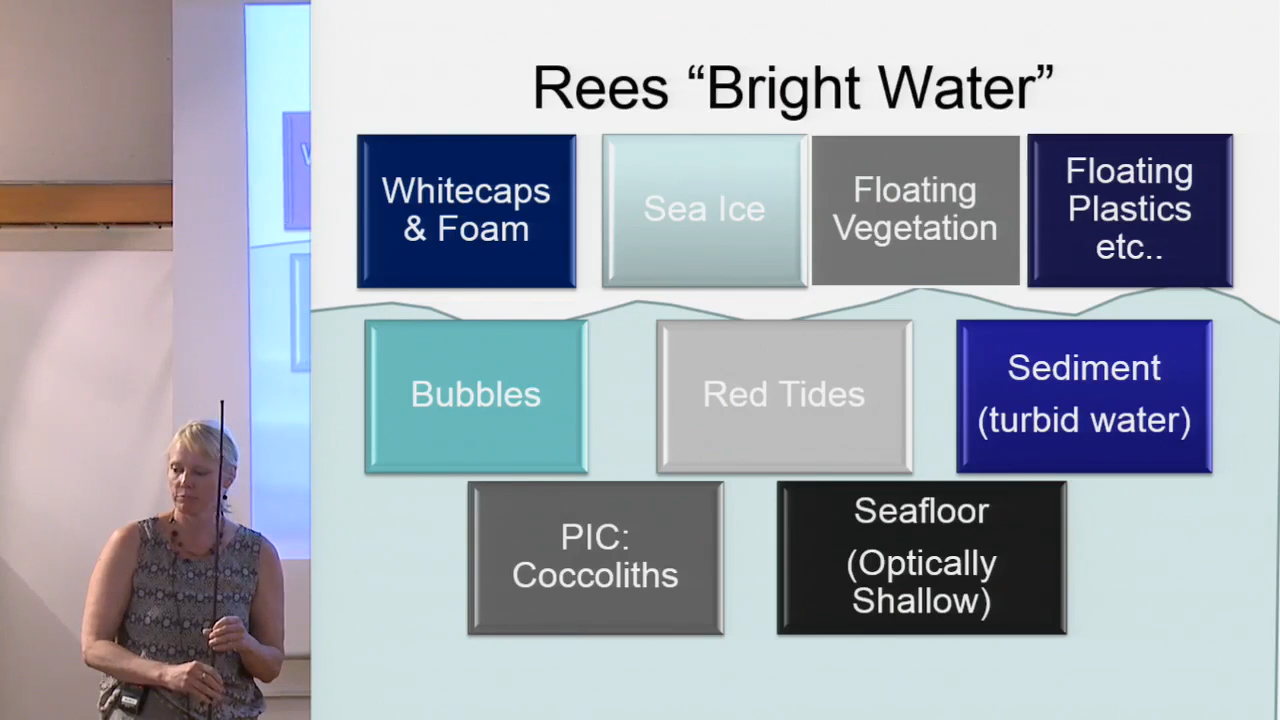 Rees “Bright Water”
Whitecaps
& Foam
Sea Ice
Floating
Vegetation
Floating
Plastics
etc..
Bubbles
Red Tides
Sediment
(turbid water)
PIC:
Coccoliths
Seafloor
(Optically
Shallow)